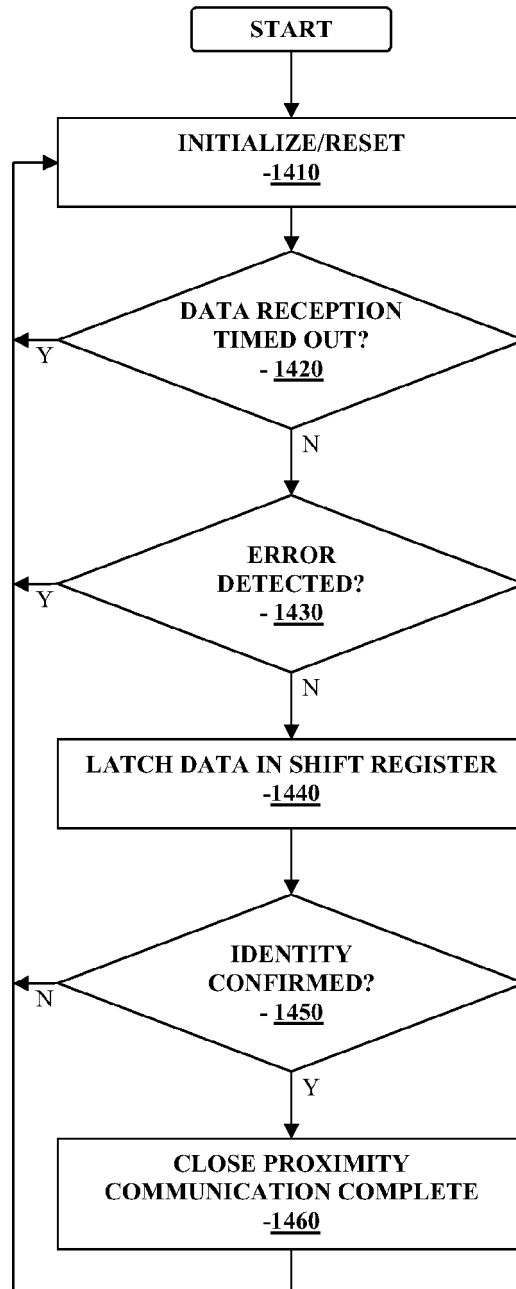 START
INITIALIZE/RESET
-1410
DATA RECEPTION
TIMED OUT?
- 1420
Y
N
ERROR
DETECTED?
- 1430
Y
N
LATCH DATA IN SHIFT REGISTER
-1440
IDENTITY
CONFIRMED?
- 1450
N
Y
CLOSE PROXIMITY
COMMUNICATION COMPLETE
-1460